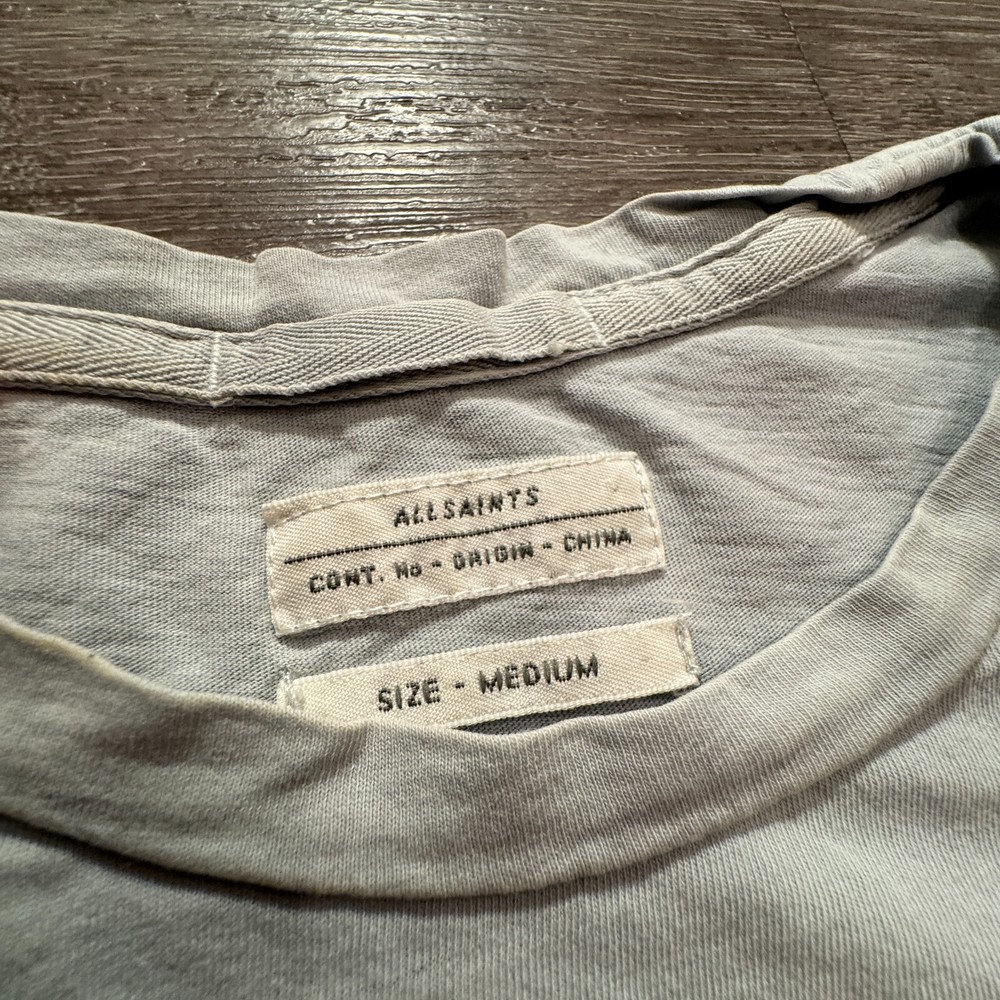 ALLSAINTS
CONT. No - ORIGIN - CHINA
SIZE - MEDIUM